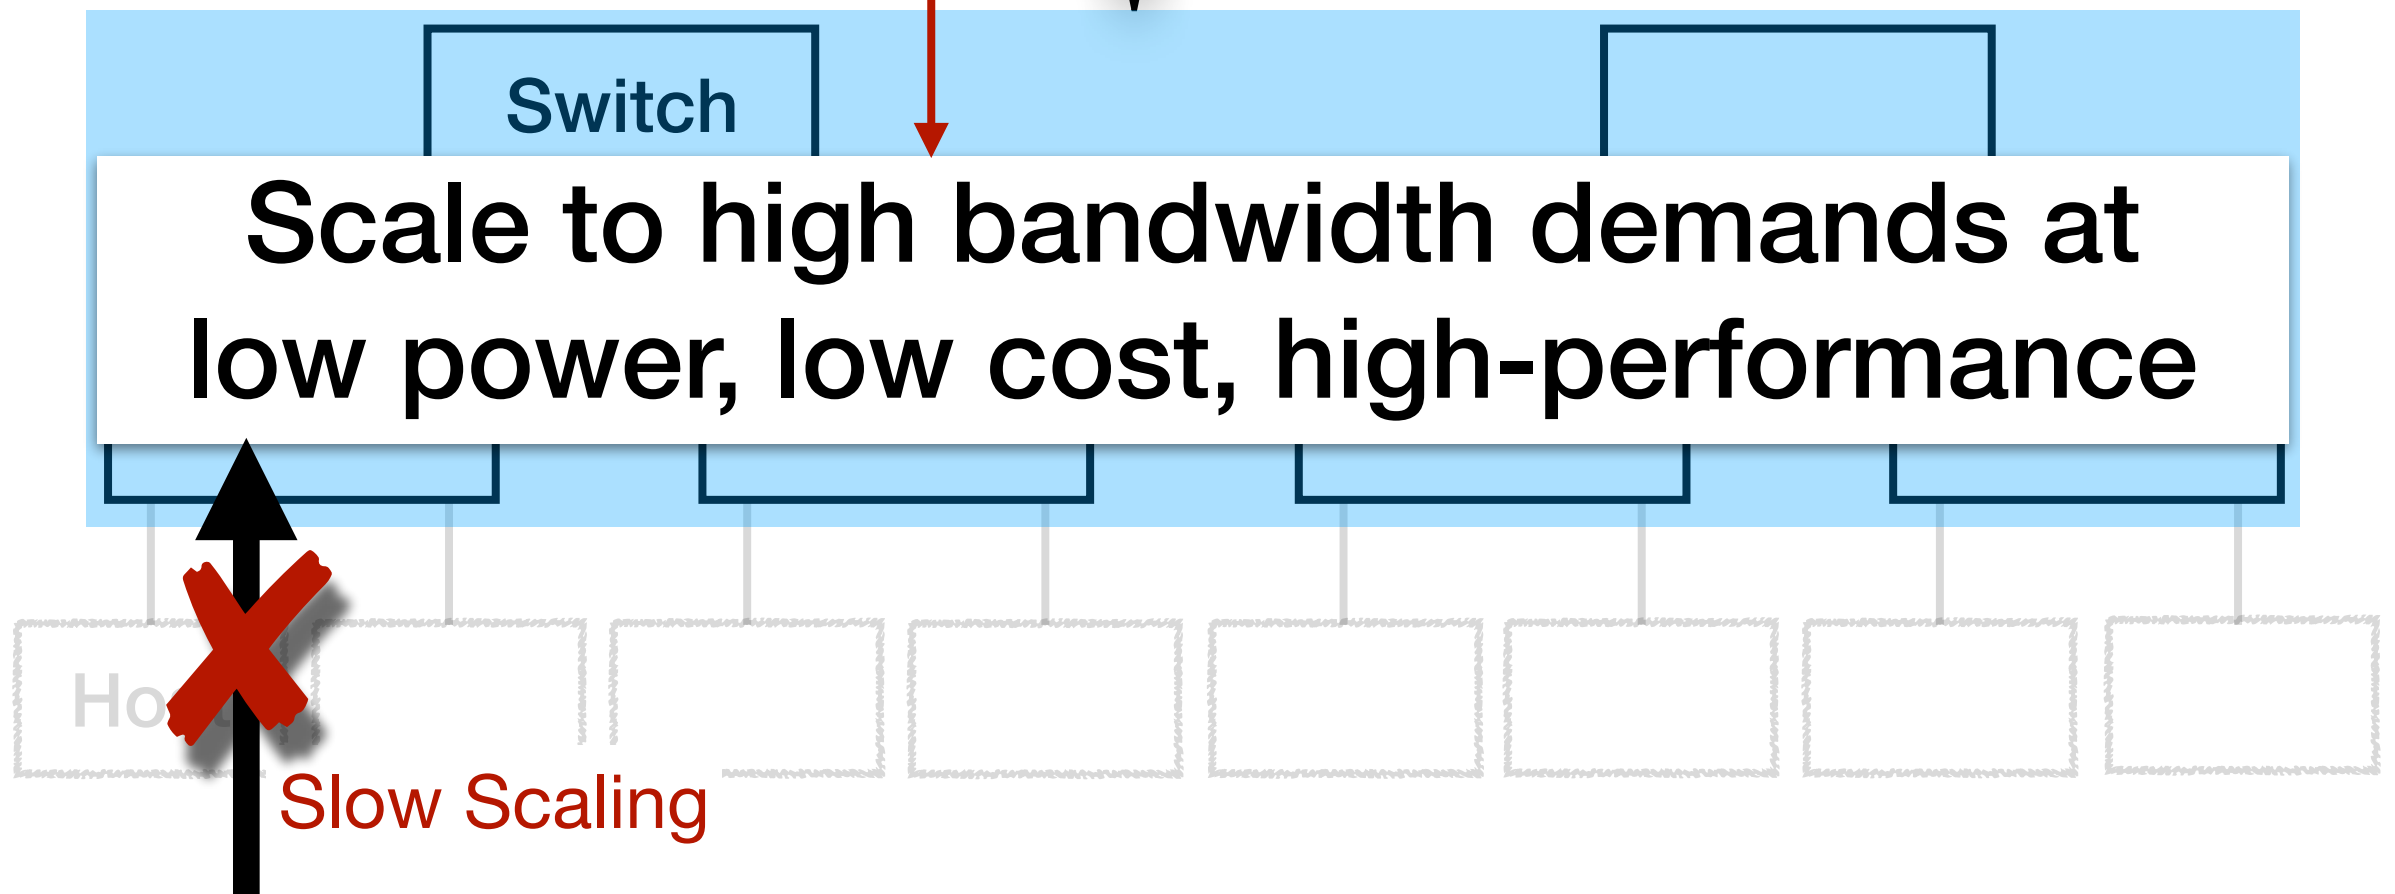 Switch
Scale to high bandwidth demands at
low power, low cost, high-performance
Slow Scaling